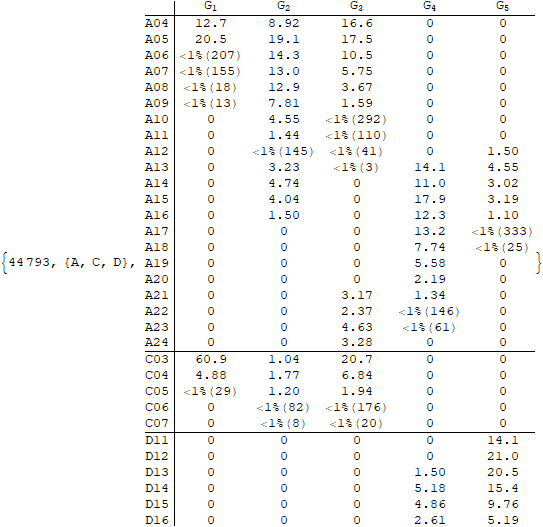 G1 G2 G3 G4 G5
A04 12.7 8.92 16.6 0 0
A05 20.5 19.1 17.5 0 0
A06 <1%(207) 14.3 10.5 0 0
A07 <1%(155) 13.0 5.75 0 0
A08 <1%(18) 12.9 3.67 0 0
A09 <1%(13) 7.81 1.59 0 0
A10 0 4.55 <1%(292) 0 0
A11 0 1.44 <1%(110) 0 0
A12 0 <1%(145) <1%(41) 0 1.50
A13 0 3.23 <1%(3) 14.1 4.55
A14 0 4.74 0 11.0 3.02
A15 0 4.04 0 17.9 3.19
A16 0 1.50 0 12.3 1.10
A17 0 0 0 13.2 <1%(333)
A18 0 0 0 7.74 <1%(25)
{44793, {A, C, D}, A19 0 0 0 5.58 0 }
A20 0 0 0 2.19 0
A21 0 0 3.17 1.34 0
A22 0 0 2.37 <1%(146) 0
A23 0 0 4.63 <1%(61) 0
A24 0 0 3.28 0 0
C03 60.9 1.04 20.7 0 0
C04 4.88 1.77 6.84 0 0
C05 <1%(29) 1.20 1.94 0 0
C06 0 <1%(82) <1%(176) 0 0
C07 0 <1%(8) <1%(20) 0 0
D11 0 0 0 0 14.1
D12 0 0 0 0 21.0
D13 0 0 0 1.50 20.5
D14 0 0 0 5.18 15.4
D15 0 0 0 4.86 9.76
D16 0 0 0 2.61 5.19